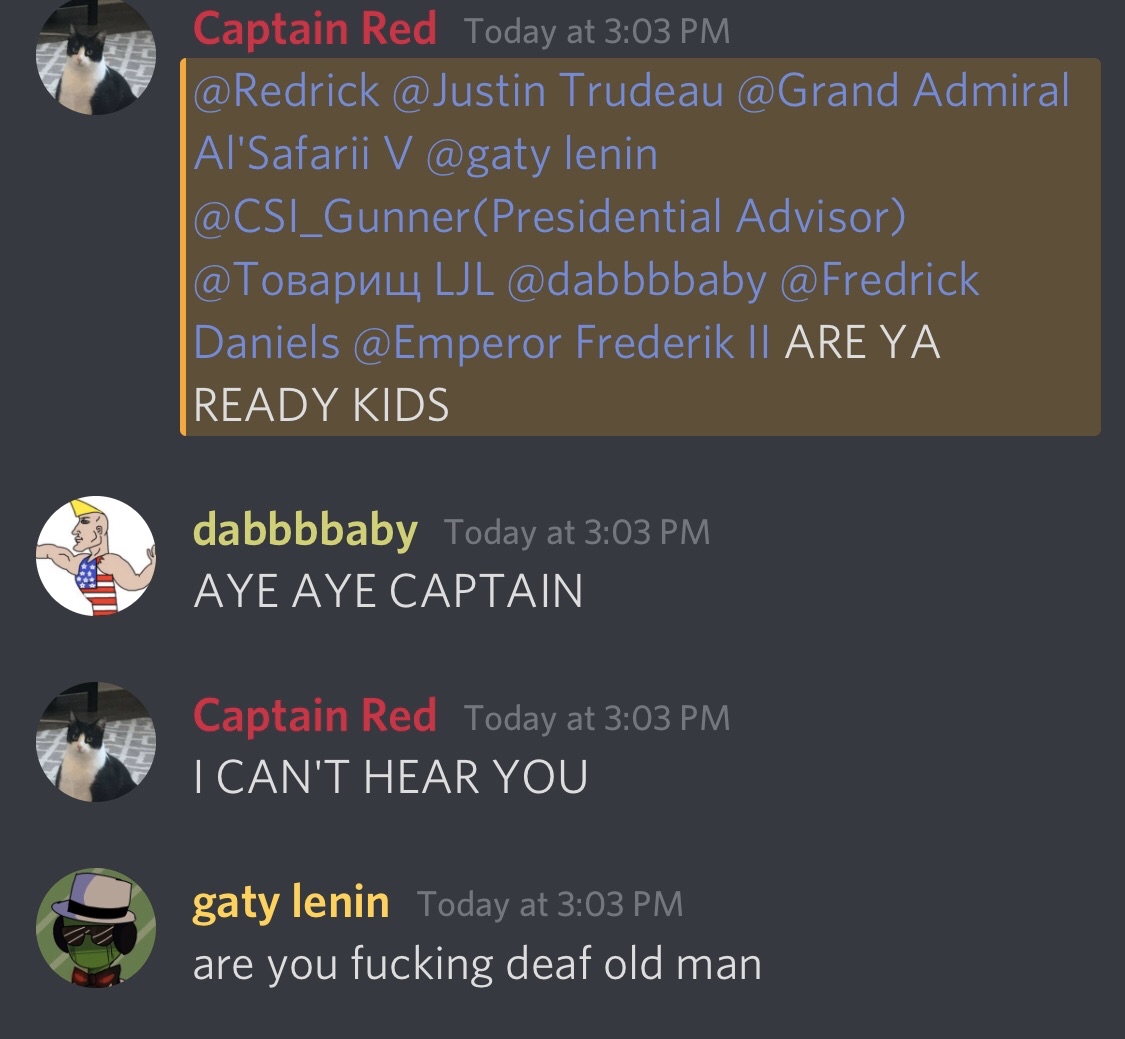 Captain Red Today at 3:03 PM
@Redrick @Justin Trudeau @Grand Admiral
Al'Safarii V @gaty lenin
@CSI_Gunner(Presidential Advisor)
@Товарищ LJL @dabbbbaby @Fredrick
Daniels @Emperor Frederik II ARE YA
READY KIDS
dabbbbaby Today at 3:03 PM
AYE AYE CAPTAIN
Captain Red Today at 3:03 PM
I CAN'T HEAR YOU
gaty lenin Today at 3:03 PM
are you fucking deaf old man